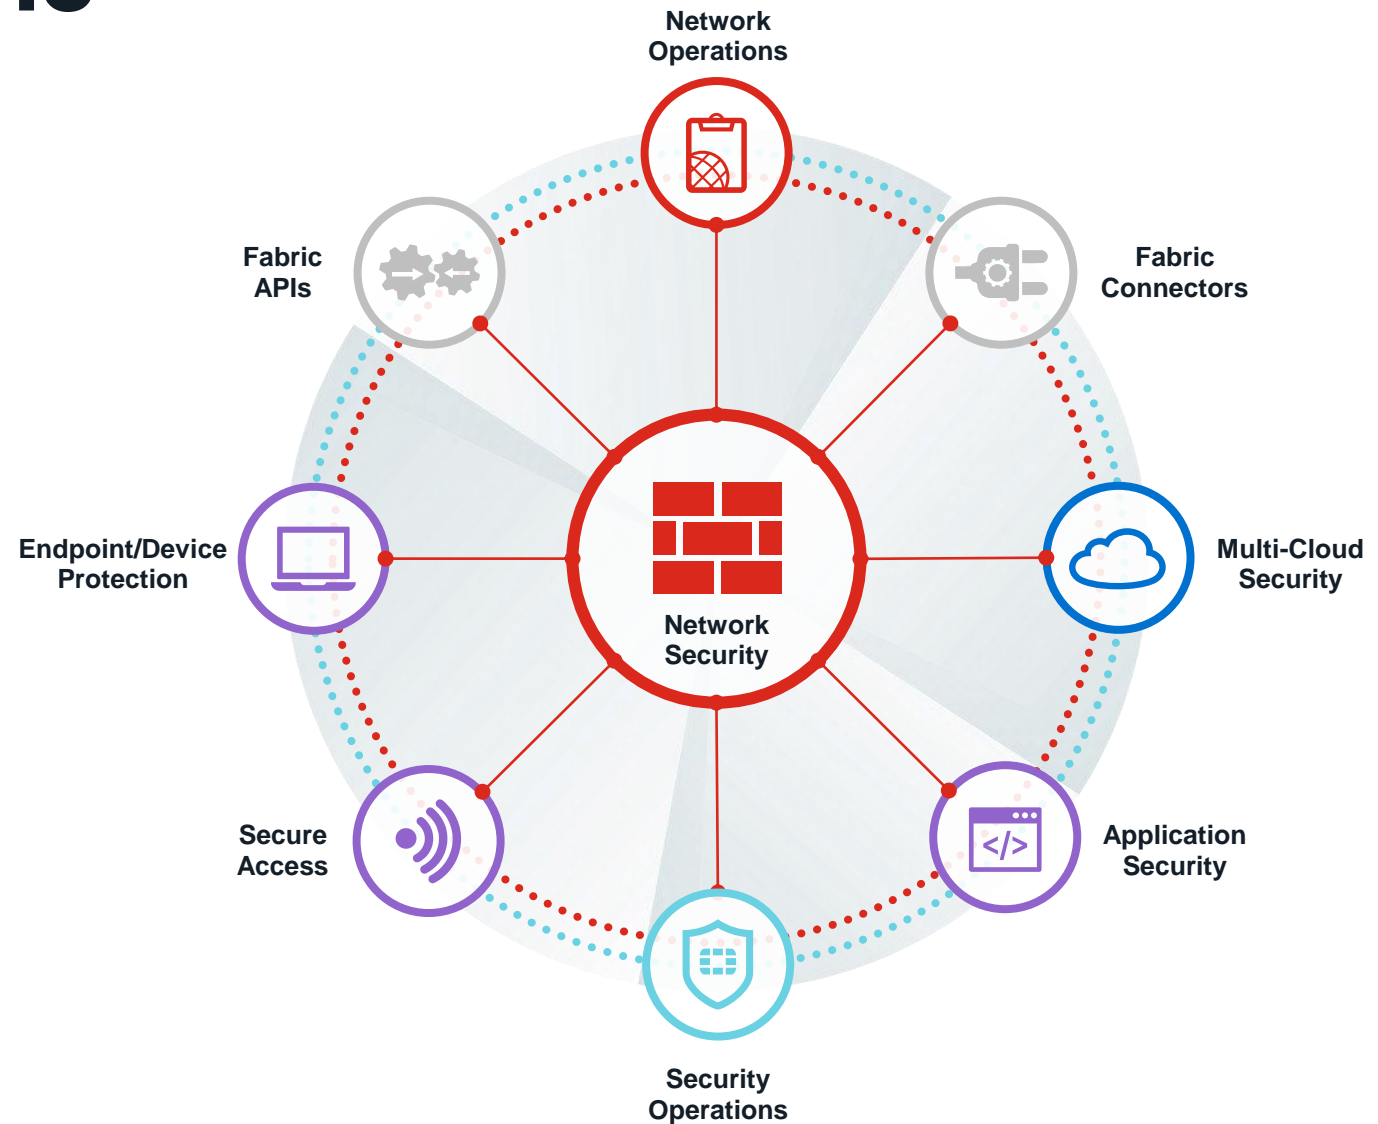 Network
Operations
Fabric
APIs
Fabric
Connectors
Endpoint/Device
Protection
Network
Security
Multi-Cloud
Security
Secure
Access
</>
Application
Security
Security
Operations